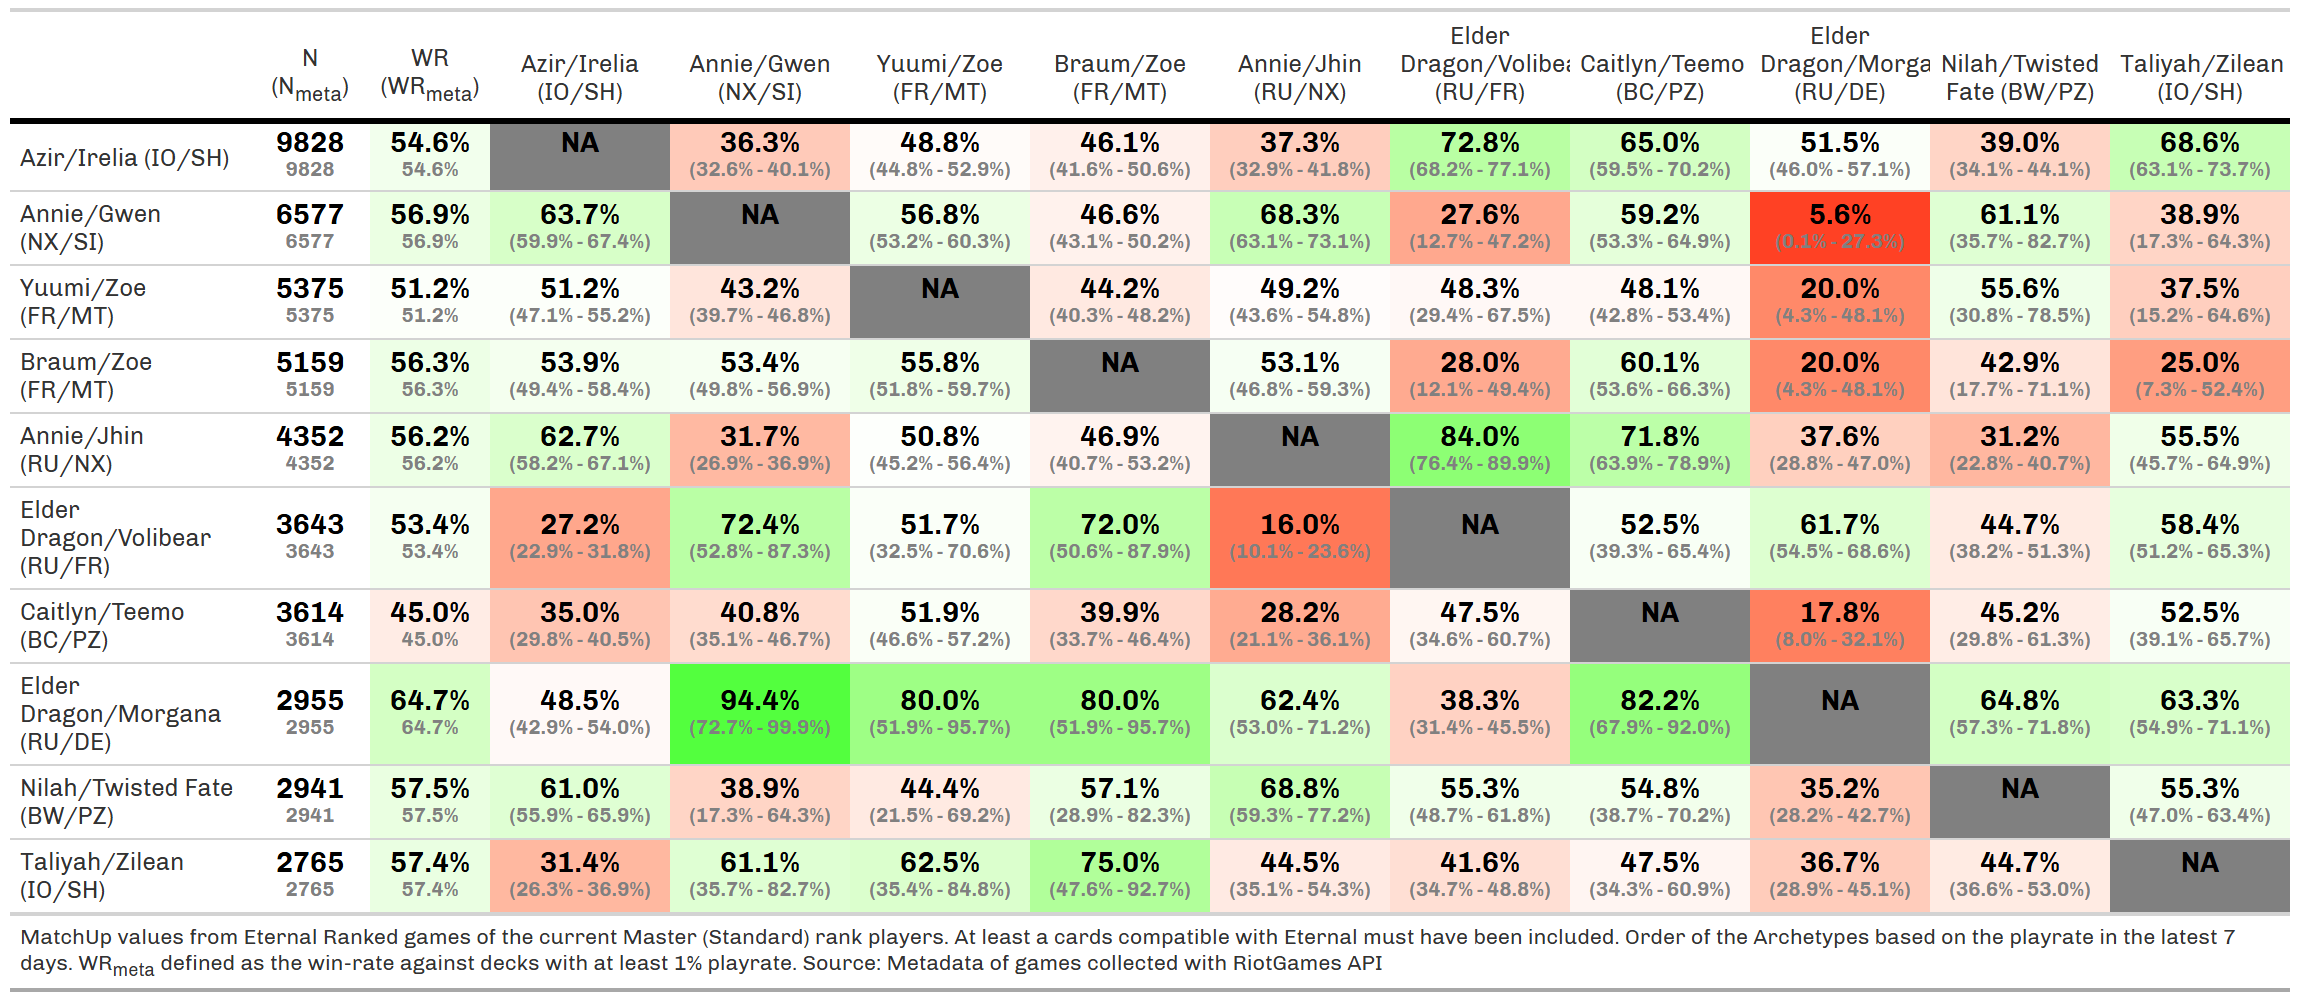 N (N_meta) WR (WR_meta) Azir/Irelia (IO/SH) Annie/Gwen (NX/SI) Yuumi/Zoe (FR/MT) Braum/Zoe (FR/MT) Annie/Jhin (RU/NX) Elder Dragon/Volibea (RU/FR) Caitlyn/Teemo (BC/PZ) Elder Dragon/Morga (RU/DE) Nilah/Twisted Fate (BW/PZ) Taliyah/Zilean (IO/SH)
Azir/Irelia (IO/SH) 9828 54.6% NA 36.3% 48.8% 46.1% 37.3% 72.8% 65.0% 51.5% 39.0% 68.6%
9828 54.6% (32.6% - 40.1%) (44.8% - 52.9%) (41.6% - 50.6%) (32.9% - 41.8%) (68.2% - 77.1%) (59.5% - 70.2%) (46.0% - 57.1%) (34.1% - 44.1%) (63.1% - 73.7%)
Annie/Gwen 6577 56.9% 63.7% NA 56.8% 46.6% 68.3% 27.6% 59.2% 5.6% 61.1% 38.9%
(NX/SI) 6577 56.9% (59.9% - 67.4%) (53.2% - 60.3%) (43.1% - 50.2%) (63.1% - 73.1%) (12.7% - 47.2%) (53.3% - 64.9%) (0.1% - 27.3%) (35.7% - 82.7%) (17.3% - 64.3%)
Yuumi/Zoe 5375 51.2% 51.2% 43.2% NA 44.2% 49.2% 48.3% 48.1% 20.0% 55.6% 37.5%
(FR/MT) 5375 51.2% (47.1% - 55.2%) (39.7% - 46.8%) (40.3% - 48.2%) (43.6% - 54.8%) (29.4% - 67.5%) (42.8% - 53.4%) (4.3% - 48.1%) (30.8% - 78.5%) (15.2% - 64.6%)
Braum/Zoe 5159 56.3% 53.9% 53.4% 55.8% NA 53.1% 28.0% 60.1% 20.0% 42.9% 25.0%
(FR/MT) 5159 56.3% (49.4% - 58.4%) (49.8% - 56.9%) (51.8% - 59.7%) (46.8% - 59.3%) (12.1% - 49.4%) (53.6% - 66.3%) (4.3% - 48.1%) (17.7% - 71.1%) (7.3% - 52.4%)
Annie/Jhin 4352 56.2% 62.7% 31.7% 50.8% 46.9% NA 84.0% 71.8% 37.6% 31.2% 55.5%
(RU/NX) 4352 56.2% (58.2% - 67.1%) (26.9% - 36.9%) (45.2% - 56.4%) (40.7% - 53.2%) (76.4% - 89.9%) (63.9% - 78.9%) (28.8% - 47.0%) (22.8% - 40.7%) (45.7% - 64.9%)
Elder
Dragon/Volibear 3643 53.4% 27.2% 72.4% 51.7% 72.0% 16.0% NA 52.5% 61.7% 44.7% 58.4%
(RU/FR) 3643 53.4% (22.9% - 31.8%) (52.8% - 87.3%) (32.5% - 70.6%) (50.6% - 87.9%) (10.1% - 23.6%) (39.3% - 65.4%) (54.5% - 68.6%) (38.2% - 51.3%) (51.2% - 65.3%)
Caitlyn/Teemo 3614 45.0% 35.0% 40.8% 51.9% 39.9% 28.2% 47.5% NA 17.8% 45.2% 52.5%
(BC/PZ) 3614 45.0% (29.8% - 40.5%) (35.1% - 46.7%) (46.6% - 57.2%) (33.7% - 46.4%) (21.1% - 36.1%) (34.6% - 60.7%) (8.0% - 32.1%) (29.8% - 61.3%) (39.1% - 65.7%)
Elder
Dragon/Morgana 2955 64.7% 48.5% 94.4% 80.0% 80.0% 62.4% 38.3% 82.2% NA 64.8% 63.3%
(RU/DE) 2955 64.7% (42.9% - 54.0%) (72.7% - 99.9%) (51.9% - 95.7%) (51.9% - 95.7%) (53.0% - 71.2%) (31.4% - 45.5%) (67.9% - 92.0%) (57.3% - 71.8%) (54.9% - 71.1%)
Nilah/Twisted Fate 2941 57.5% 61.0% 38.9% 44.4% 57.1% 68.8% 55.3% 54.8% 35.2% NA 55.3%
(BW/PZ) 2941 57.5% (55.9% - 65.9%) (17.3% - 64.3%) (21.5% - 69.2%) (28.9% - 82.3%) (59.3% - 77.2%) (48.7% - 61.8%) (38.7% - 70.2%) (28.2% - 42.7%) (47.0% - 63.4%)
Taliyah/Zilean 2765 57.4% 31.4% 61.1% 62.5% 75.0% 44.5% 41.6% 47.5% 36.7% 44.7% NA
(IO/SH) 2765 57.4% (26.3% - 36.9%) (35.7% - 82.7%) (35.4% - 84.8%) (47.6% - 92.7%) (35.1% - 54.3%) (34.7% - 48.8%) (34.3% - 60.9%) (28.9% - 45.1%) (36.6% - 53.0%)
MatchUp values from Eternal Ranked games of the current Master (Standard) rank players. At least a cards compatible with Eternal must have been included. Order of the Archetypes based on the playrate in the latest 7
days. WR_meta defined as the win-rate against decks with at least 1% playrate. Source: Metadata of games collected with RiotGames API